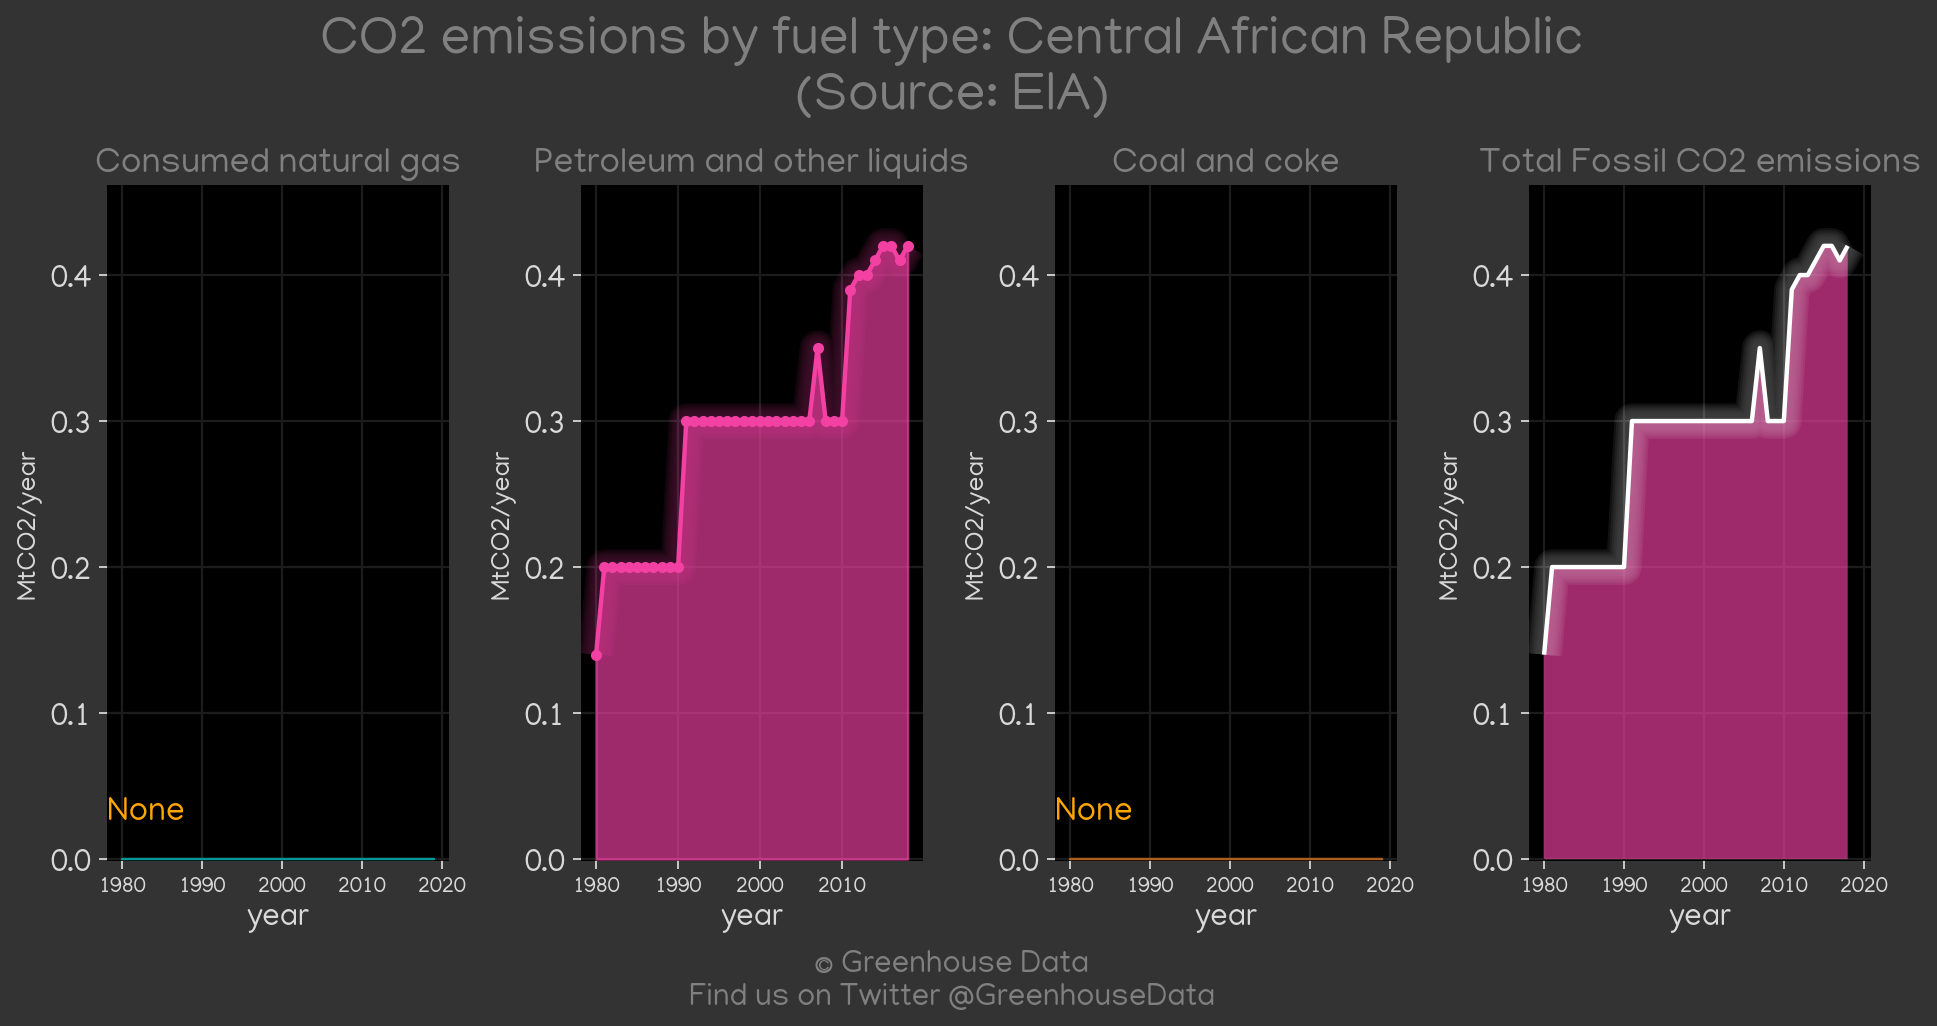 CO2 emissions by fuel type: Central African Republic
(Source: EIA)
Consumed natural gas
Petroleum and other liquids
Coal and coke
Total Fossil CO2 emissions
MtCO2/year
0.4
0.3
0.2
0.1
0.0
None
1980 1990 2000 2010 2020
year
MtCO2/year
0.4
0.3
0.2
0.1
0.0
1980 1990 2000 2010
year
MtCO2/year
0.4
0.3
0.2
0.1
0.0
None
1980 1990 2000 2010 2020
year
MtCO2/year
0.4
0.3
0.2
0.1
0.0
1980 1990 2000 2010 2020
year
© Greenhouse Data
Find us on Twitter @GreenhouseData